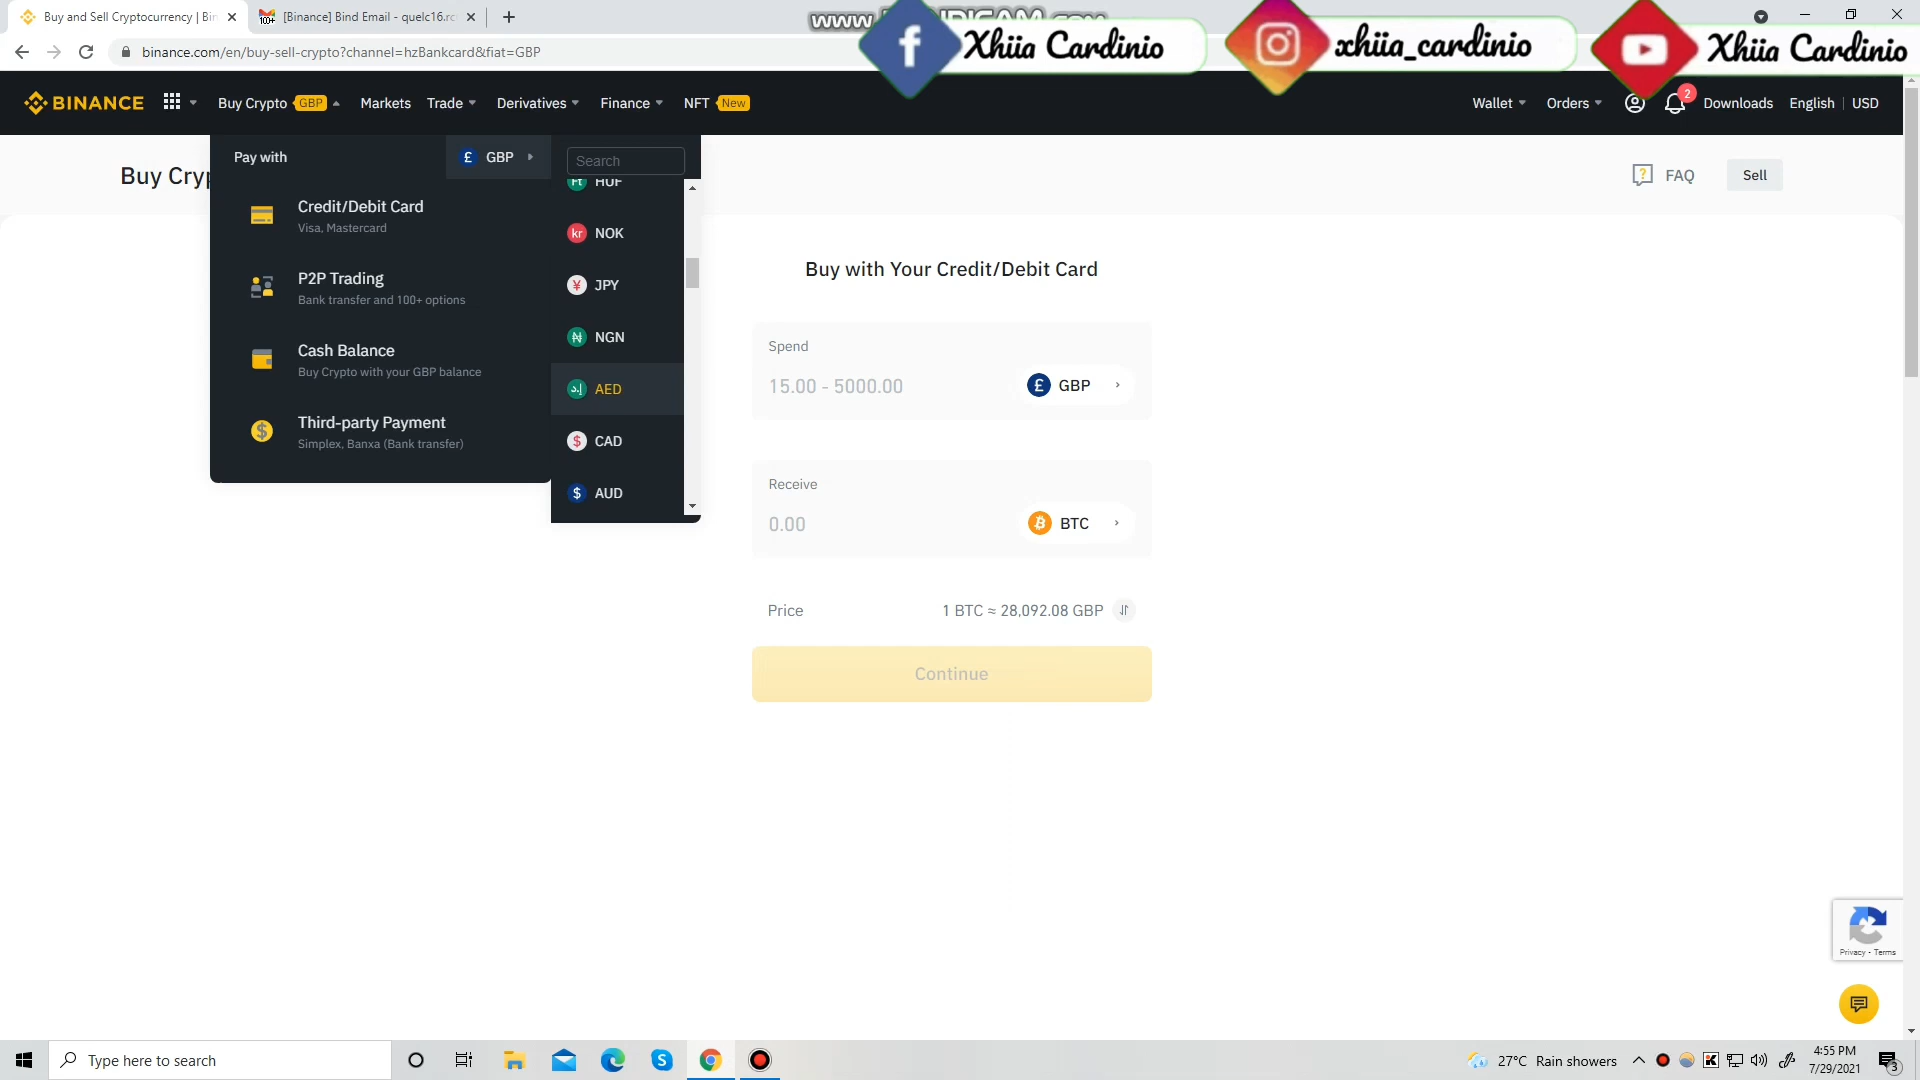 Buy and Sell Cryptocurrency | Bin
[Binance] Bind Email - quelc16.rc
www.
binance.com/en/buy-sell-crypto?channel=hzBankcard&fiat=GBP
Xhiia Cardinio
xhiia_cardinio
Xhiia Cardinio
BINANCE
Buy Crypto GBP
Markets
Trade
Derivatives
Finance
NFT New
Wallet
Orders
2
Downloads
English
USD
Pay with
£ GBP
Search
Buy Cryp
FAQ
Sell
Credit/Debit Card
Visa, Mastercard
P2P Trading
Bank transfer and 100+ options
Cash Balance
Buy Crypto with your GBP balance
Third-party Payment
Simplex, Banxa (Bank transfer)
Ft HUF
kr NOK
¥ JPY
₦ NGN
د.إ AED
$ CAD
$ AUD
Buy with Your Credit/Debit Card
Spend
15.00 - 5000.00
£ GBP
Receive
0.00
BTC
Price
1 BTC ≈ 28,092.08 GBP
Continue
Privacy - Terms
Type here to search
27°C Rain showers
4:55 PM
7/29/2021
3